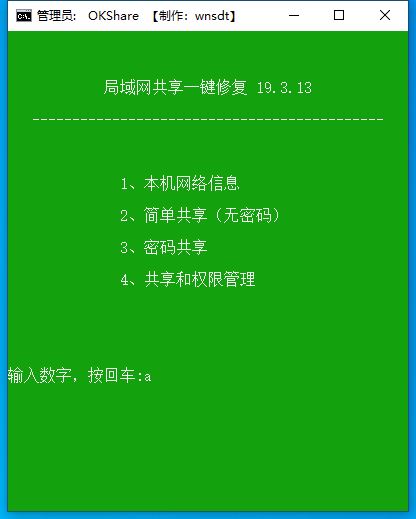 管理员: OKShare 【制作：wnsdt】
局域网共享一键修复 19.3.13
--------------------------------------------
1、本机网络信息
2、简单共享（无密码）
3、密码共享
4、共享和权限管理
输入数字，按回车:a